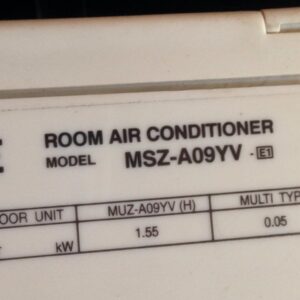 ROOM AIR CONDITIONER
MODEL MSZ-A09YV - E1
OOR UNIT MUZ-A09YV (H) MULTI TYP
kW 1.55 0.05